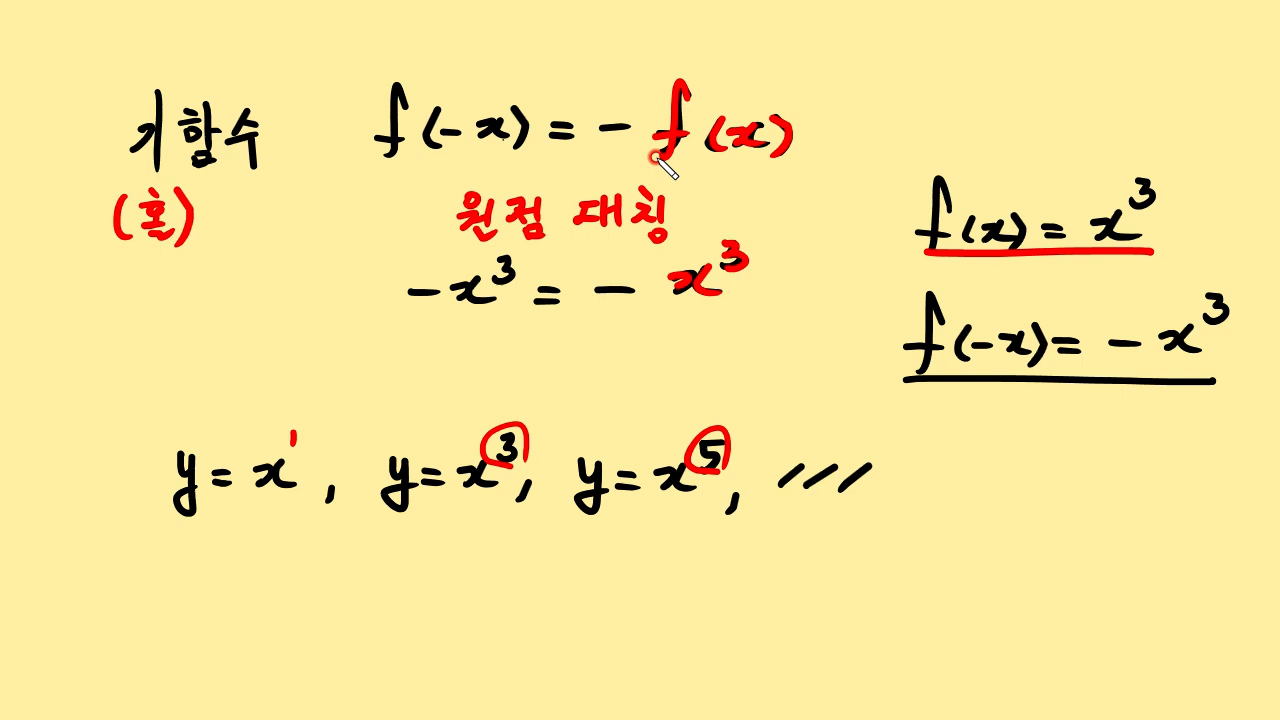 기함수 f(-x) = - f(x)
(홀) 원점 대칭
f(x) = x³
-x³ = - x³
f(-x) = - x³
y = x¹, y = x³, y = x⁵, ///